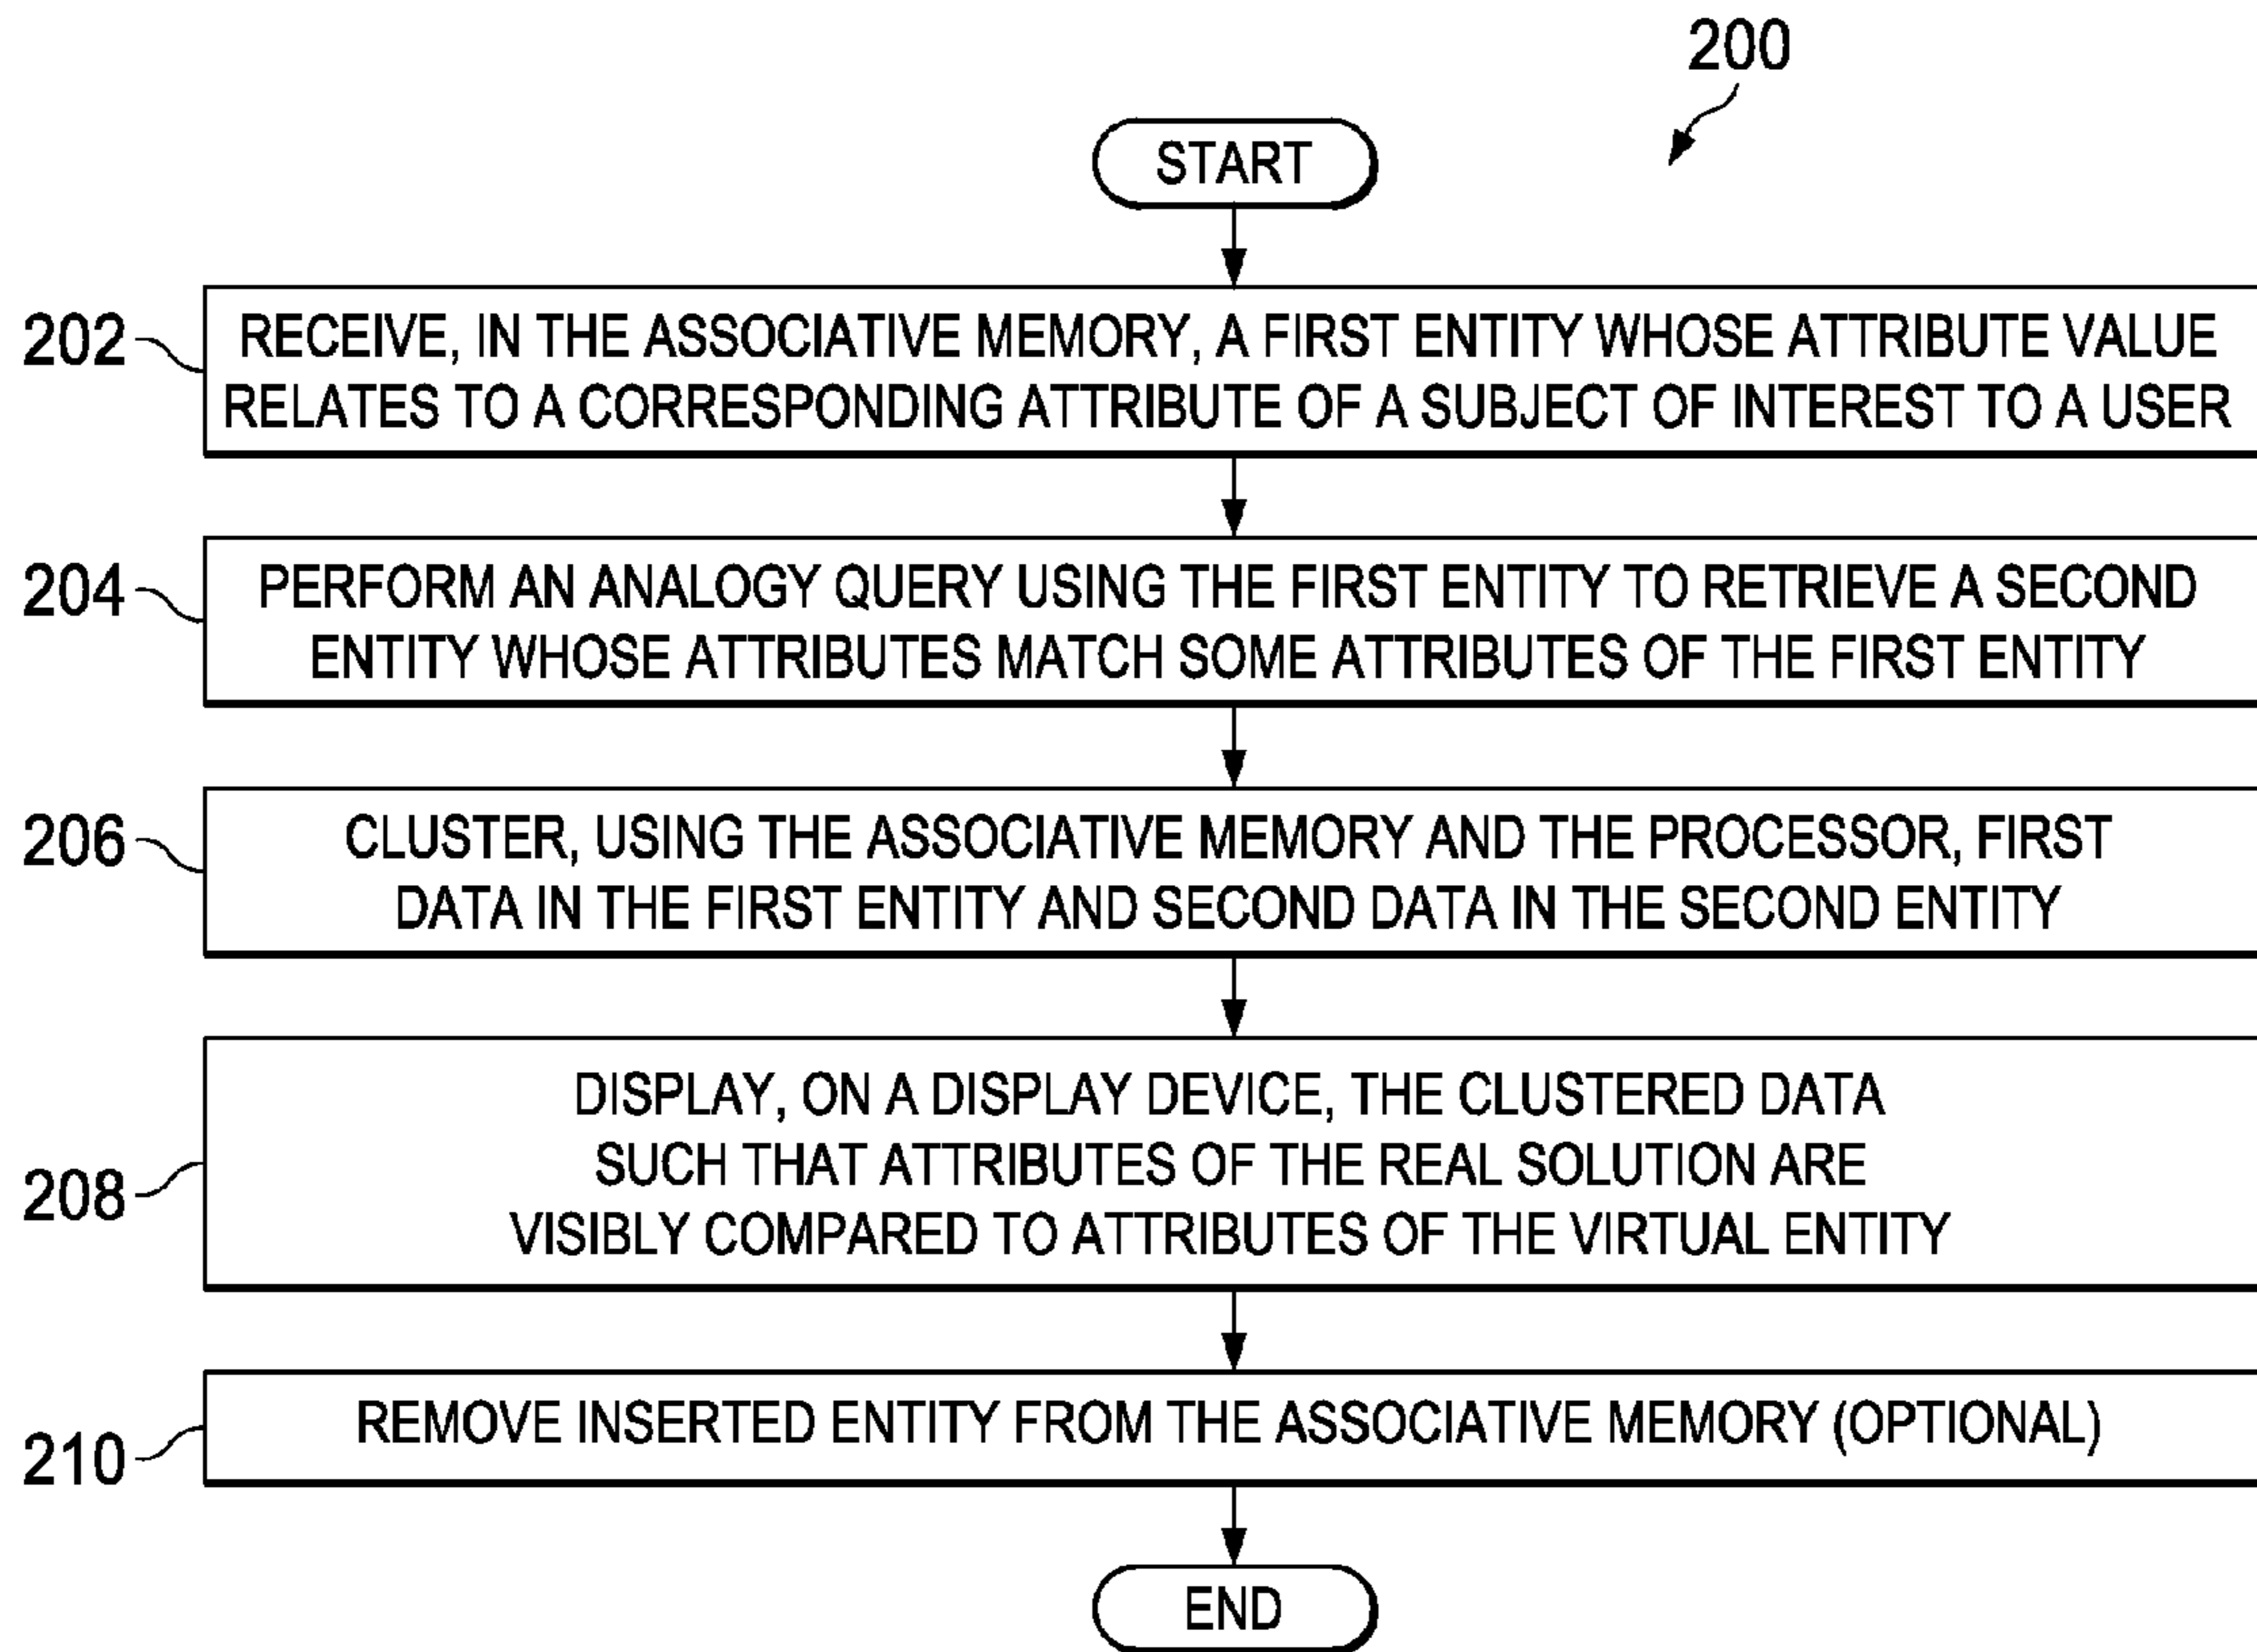 200
START
202
RECEIVE, IN THE ASSOCIATIVE MEMORY, A FIRST ENTITY WHOSE ATTRIBUTE VALUE
RELATES TO A CORRESPONDING ATTRIBUTE OF A SUBJECT OF INTEREST TO A USER
204
PERFORM AN ANALOGY QUERY USING THE FIRST ENTITY TO RETRIEVE A SECOND
ENTITY WHOSE ATTRIBUTES MATCH SOME ATTRIBUTES OF THE FIRST ENTITY
206
CLUSTER, USING THE ASSOCIATIVE MEMORY AND THE PROCESSOR, FIRST
DATA IN THE FIRST ENTITY AND SECOND DATA IN THE SECOND ENTITY
208
DISPLAY, ON A DISPLAY DEVICE, THE CLUSTERED DATA
SUCH THAT ATTRIBUTES OF THE REAL SOLUTION ARE
VISIBLY COMPARED TO ATTRIBUTES OF THE VIRTUAL ENTITY
210
REMOVE INSERTED ENTITY FROM THE ASSOCIATIVE MEMORY (OPTIONAL)
END